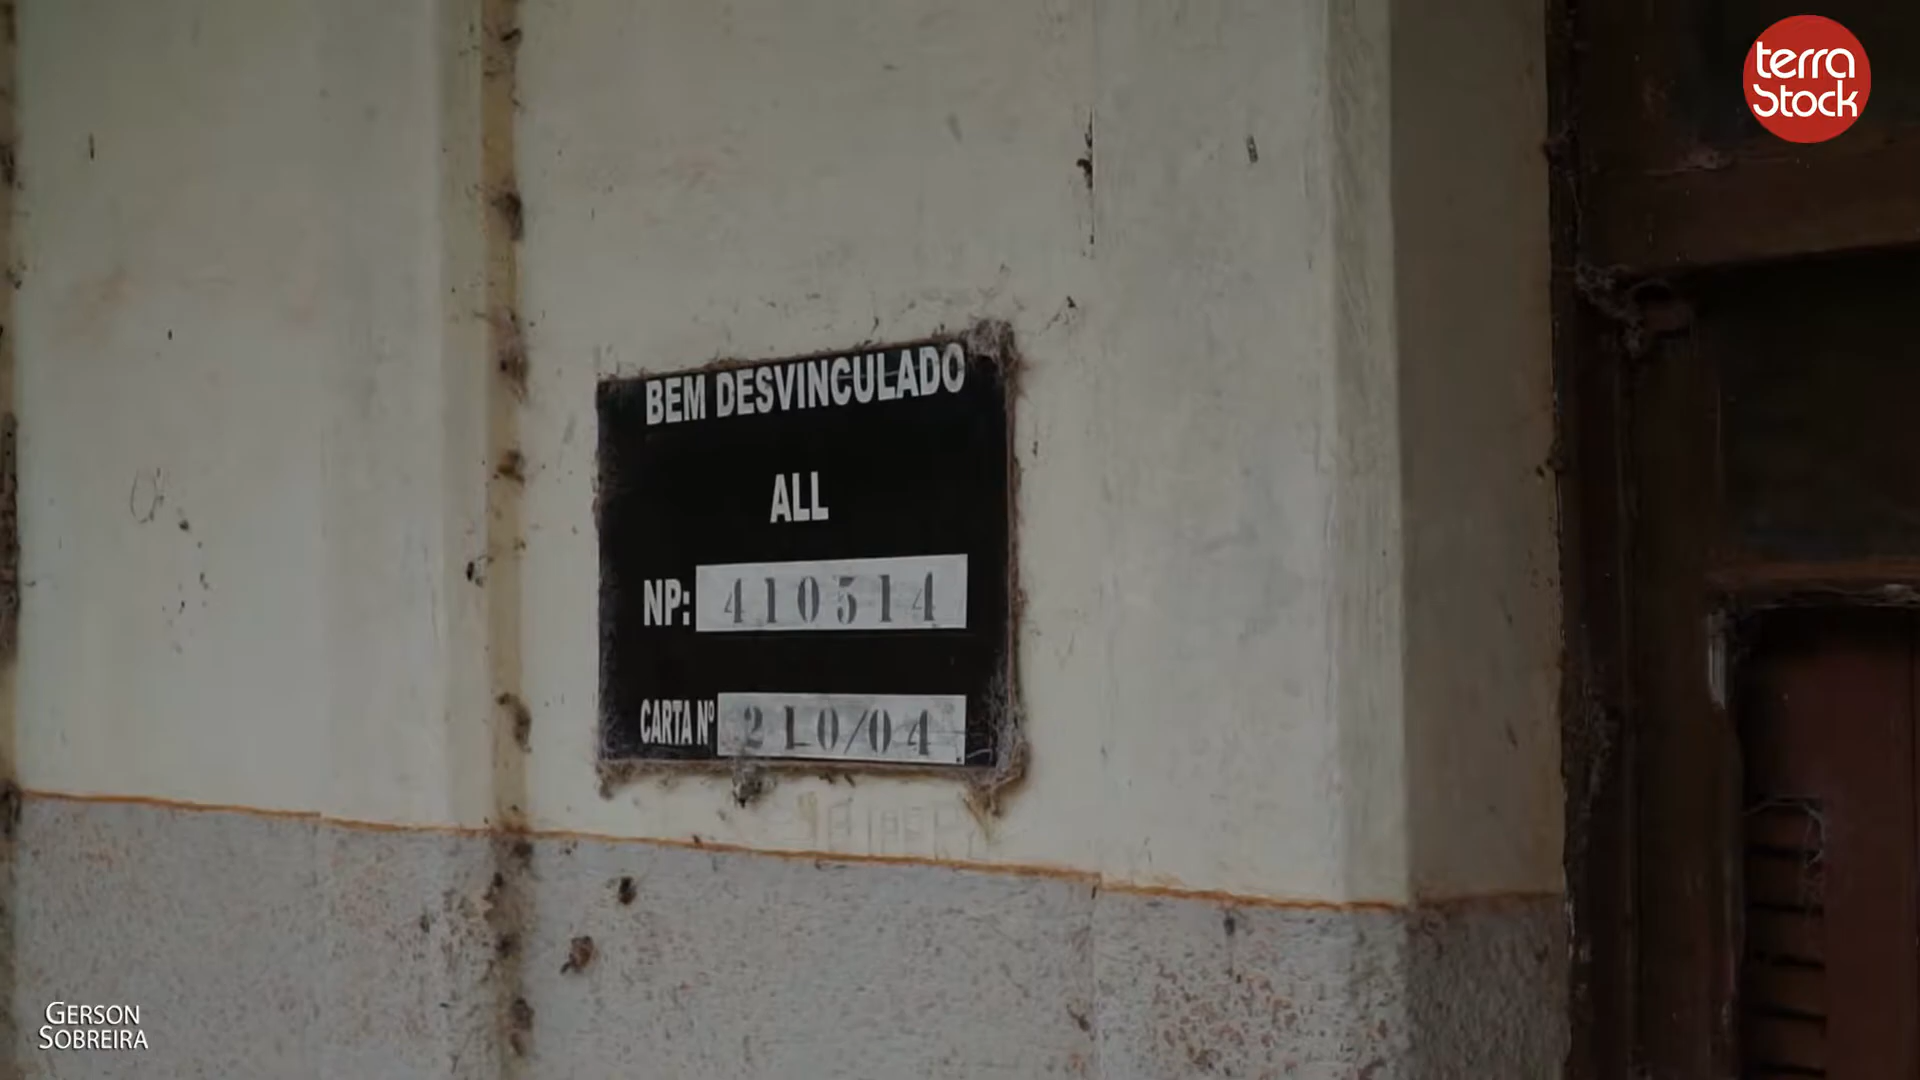 terra
Stock
BEM DESVINCULADO
ALL
NP: 410514
CARTA Nº 210/04
GERSON
SOBREIRA